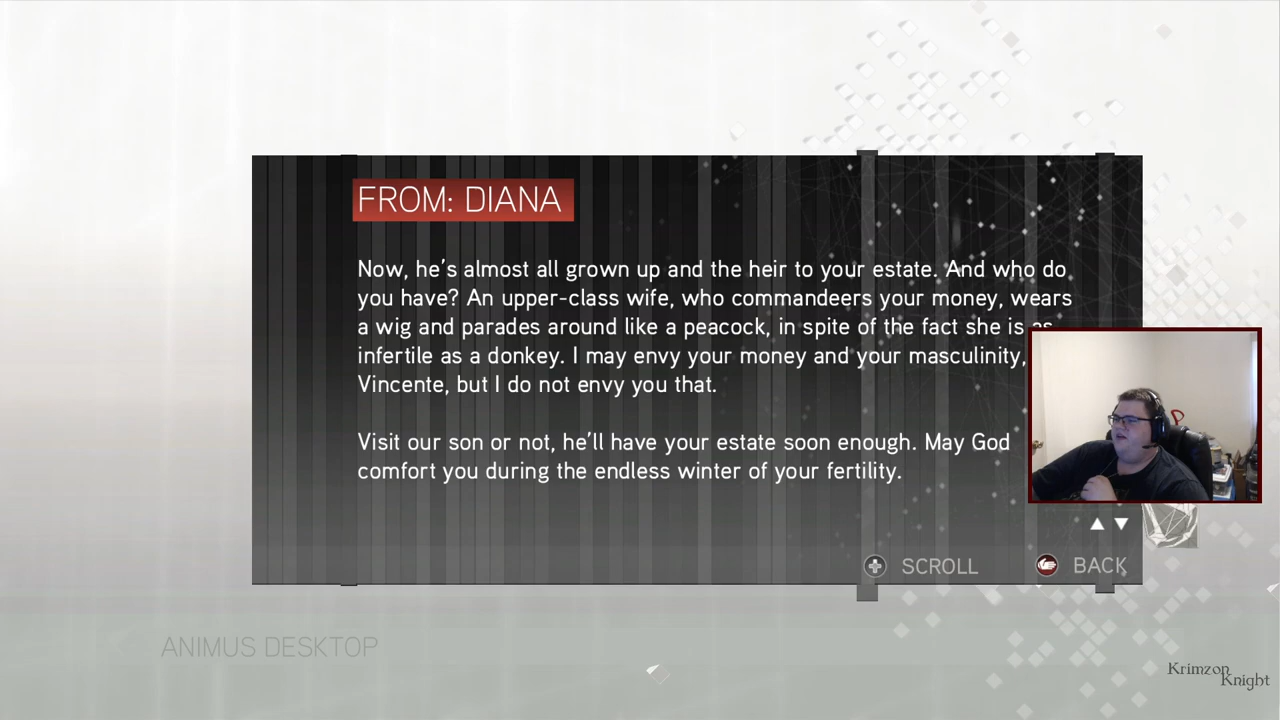 FROM: DIANA
Now, he's almost all grown up and the heir to your estate. And who do
you have? An upper-class wife, who commandeers your money, wears
a wig and parades around like a peacock, in spite of the fact she is as
infertile as a donkey. I may envy your money and your masculinity,
Vincente, but I do not envy you that.
Visit our son or not, he'll have your estate soon enough. May God
comfort you during the endless winter of your fertility.
SCROLL
BACK
ANIMUS DESKTOP
Krimzon
Knight